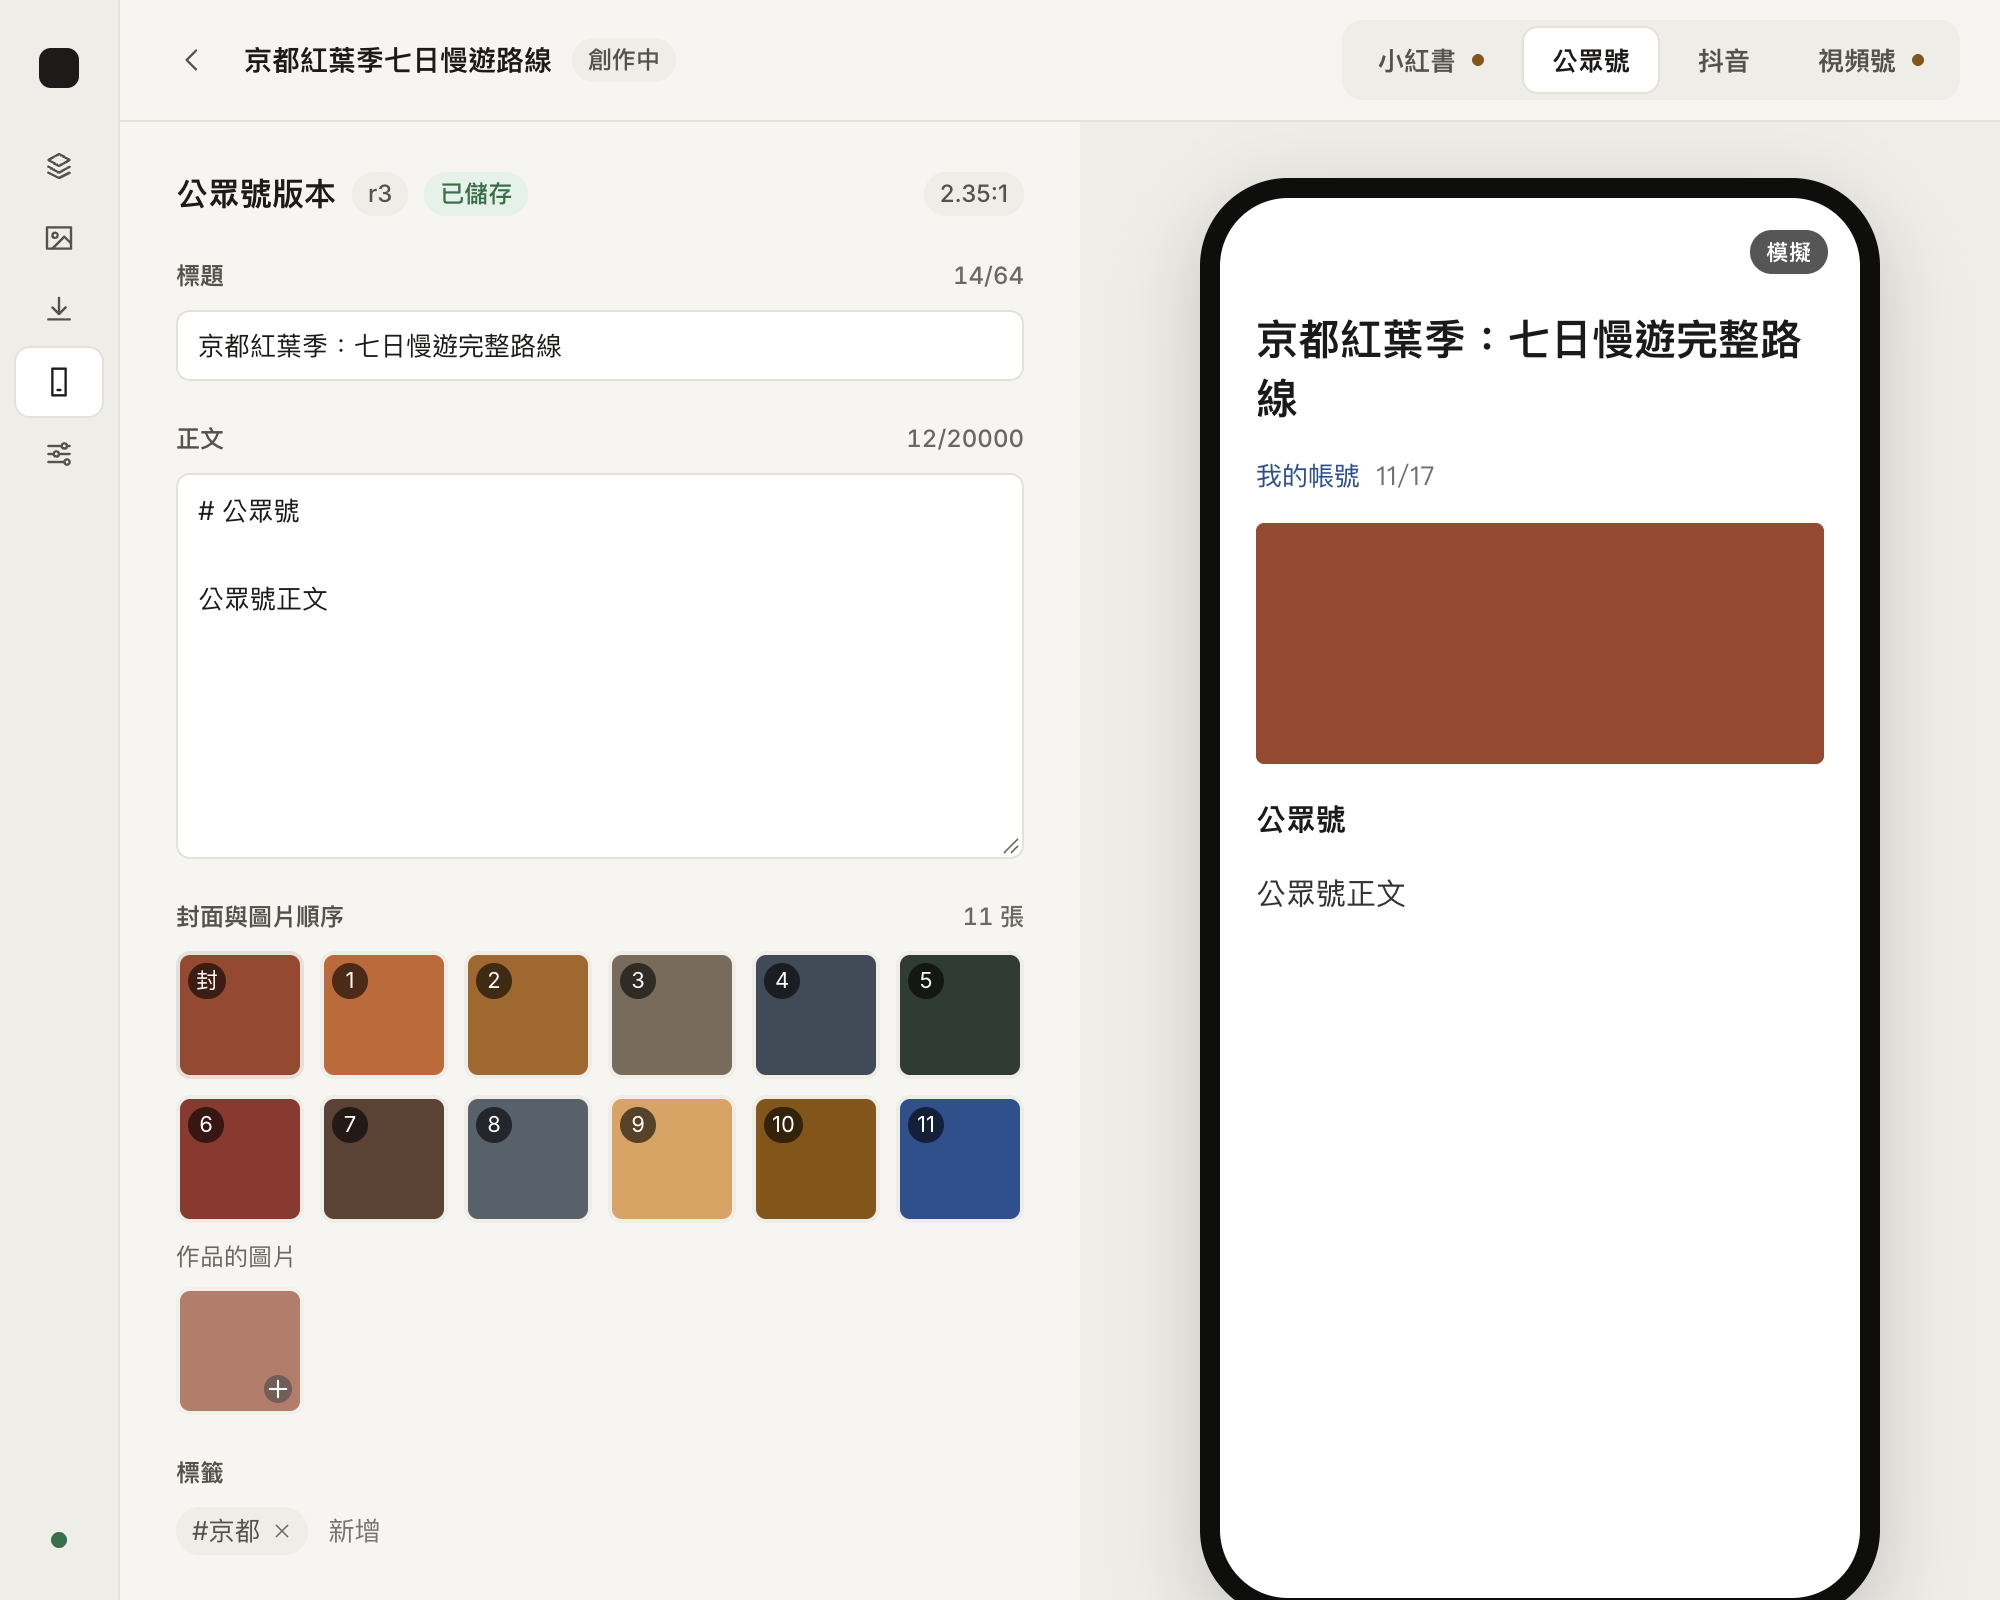 京都紅葉季七日慢遊路線 創作中
小紅書 公眾號 抖音 視頻號
公眾號版本 r3 已儲存 2.35:1
標題 14/64
京都紅葉季：七日慢遊完整路線
正文 12/20000
# 公眾號
公眾號正文
封面與圖片順序 11 張
封 1 2 3 4 5
6 7 8 9 10 11
作品的圖片
標籤
#京都 新增
模擬
京都紅葉季：七日慢遊完整路
線
我的帳號 11/17
公眾號
公眾號正文